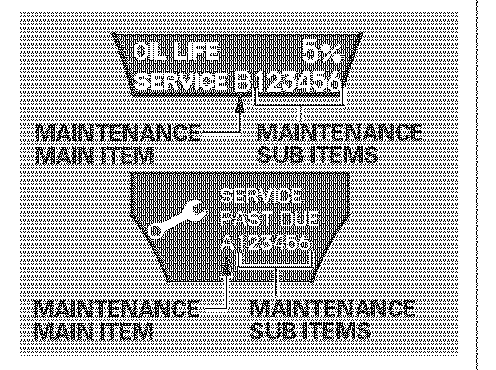 OIL LIFE 5%
SERVICE B123456
MAINTENANCE MAINTENANCE
MAIN ITEM SUB ITEMS
SERVICE
PAST DUE
A123456
MAINTENANCE MAINTENANCE
MAIN ITEM SUB ITEMS